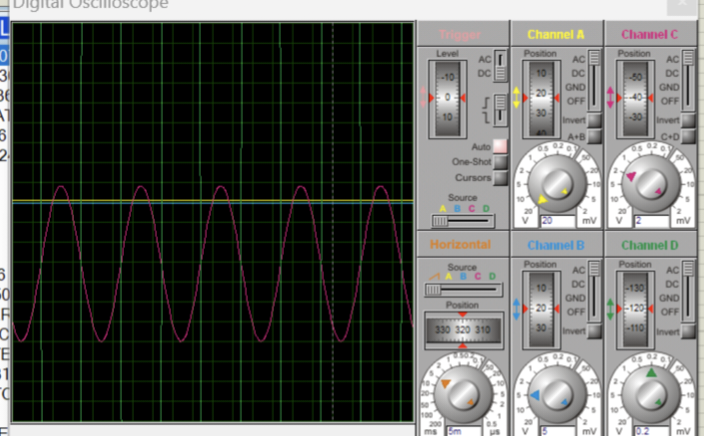 Digital Oscilloscope
Trigger
Level
AC
DC
-10
0
10
Auto
One-Shot
Cursors
Source
A B C D
Channel A
Position
AC
DC
GND
OFF
Invert
A+B
10
20
30
40
V 20 mV
Channel C
Position
AC
DC
GND
OFF
Invert
C+D
-50
-40
-30
V 2 mV
Horizontal
Source
A B C D
Position
330 320 310
ms 5m µs
Channel B
Position
AC
DC
GND
OFF
Invert
10
20
30
V 5 mV
Channel D
Position
AC
DC
GND
OFF
Invert
-130
-120
-110
V 0.2 mV